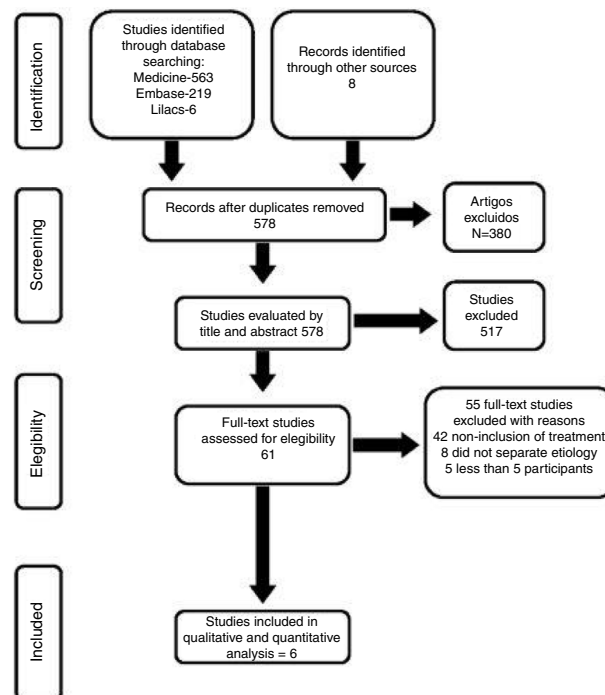 Identification
Studies identified
through database
searching:
Medicine-563
Embase-219
Lilacs-6
Records identified
through other sources
8
Screening
Records after duplicates removed
578
Artigos
excluidos
N=380
Studies evaluated by
title and abstract 578
Studies
excluded
517
Elegibility
Full-text studies
assessed for elegibility
61
55 full-text studies
excluded with reasons
42 non-inclusion of treatment
8 did not separate etiology
5 less than 5 participants
Included
Studies included in
qualitative and quantitative
analysis = 6